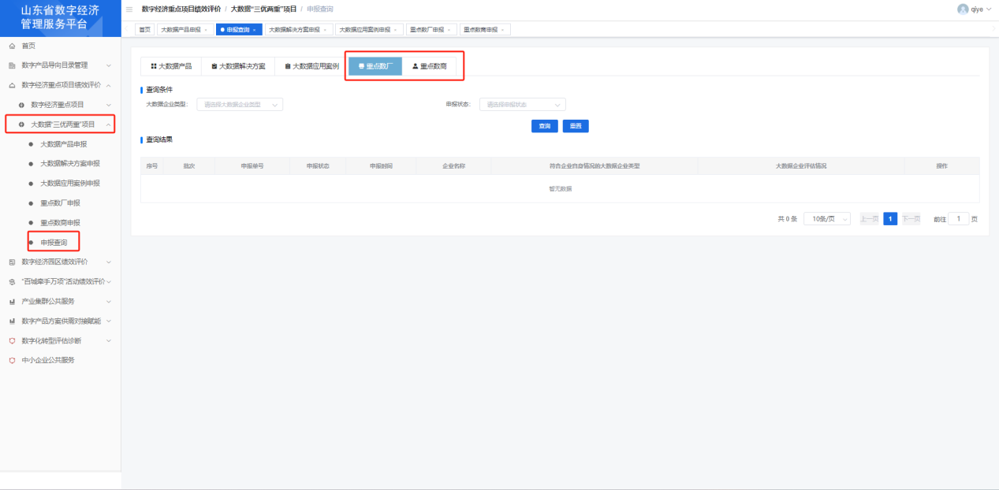 山东省数字经济
管理服务平台
数字经济重点项目绩效评价 / 大数据"三优两重"项目 / 申报查询
qiye
首页 大数据产品申报 × 申报查询 × 大数据解决方案申报 × 大数据应用案例申报 × 重点数厂申报 × 重点数商申报 ×
首页
数字产品导向目录管理
数字经济重点项目绩效评价
数字经济重点项目
大数据"三优两重"项目
大数据产品申报
大数据解决方案申报
大数据应用案例申报
重点数厂申报
重点数商申报
申报查询
数字经济园区绩效评价
"百城牵手万项"活动绩效评价
产业集群公共服务
数字产品方案供需对接赋能
数字化转型评估诊断
中小企业公共服务
大数据产品 大数据解决方案 大数据应用案例 重点数厂 重点数商
查询条件
大数据企业类型: 请选择大数据企业类型 申报状态: 请选择申报状态
查询 重置
查询结果
序号 批次 申报单号 申报状态 申报时间 企业名称 符合企业自身情况的大数据企业类型 大数据企业评估情况 操作
暂无数据
共 0 条 10条/页 上一页 1 下一页 前往 1 页